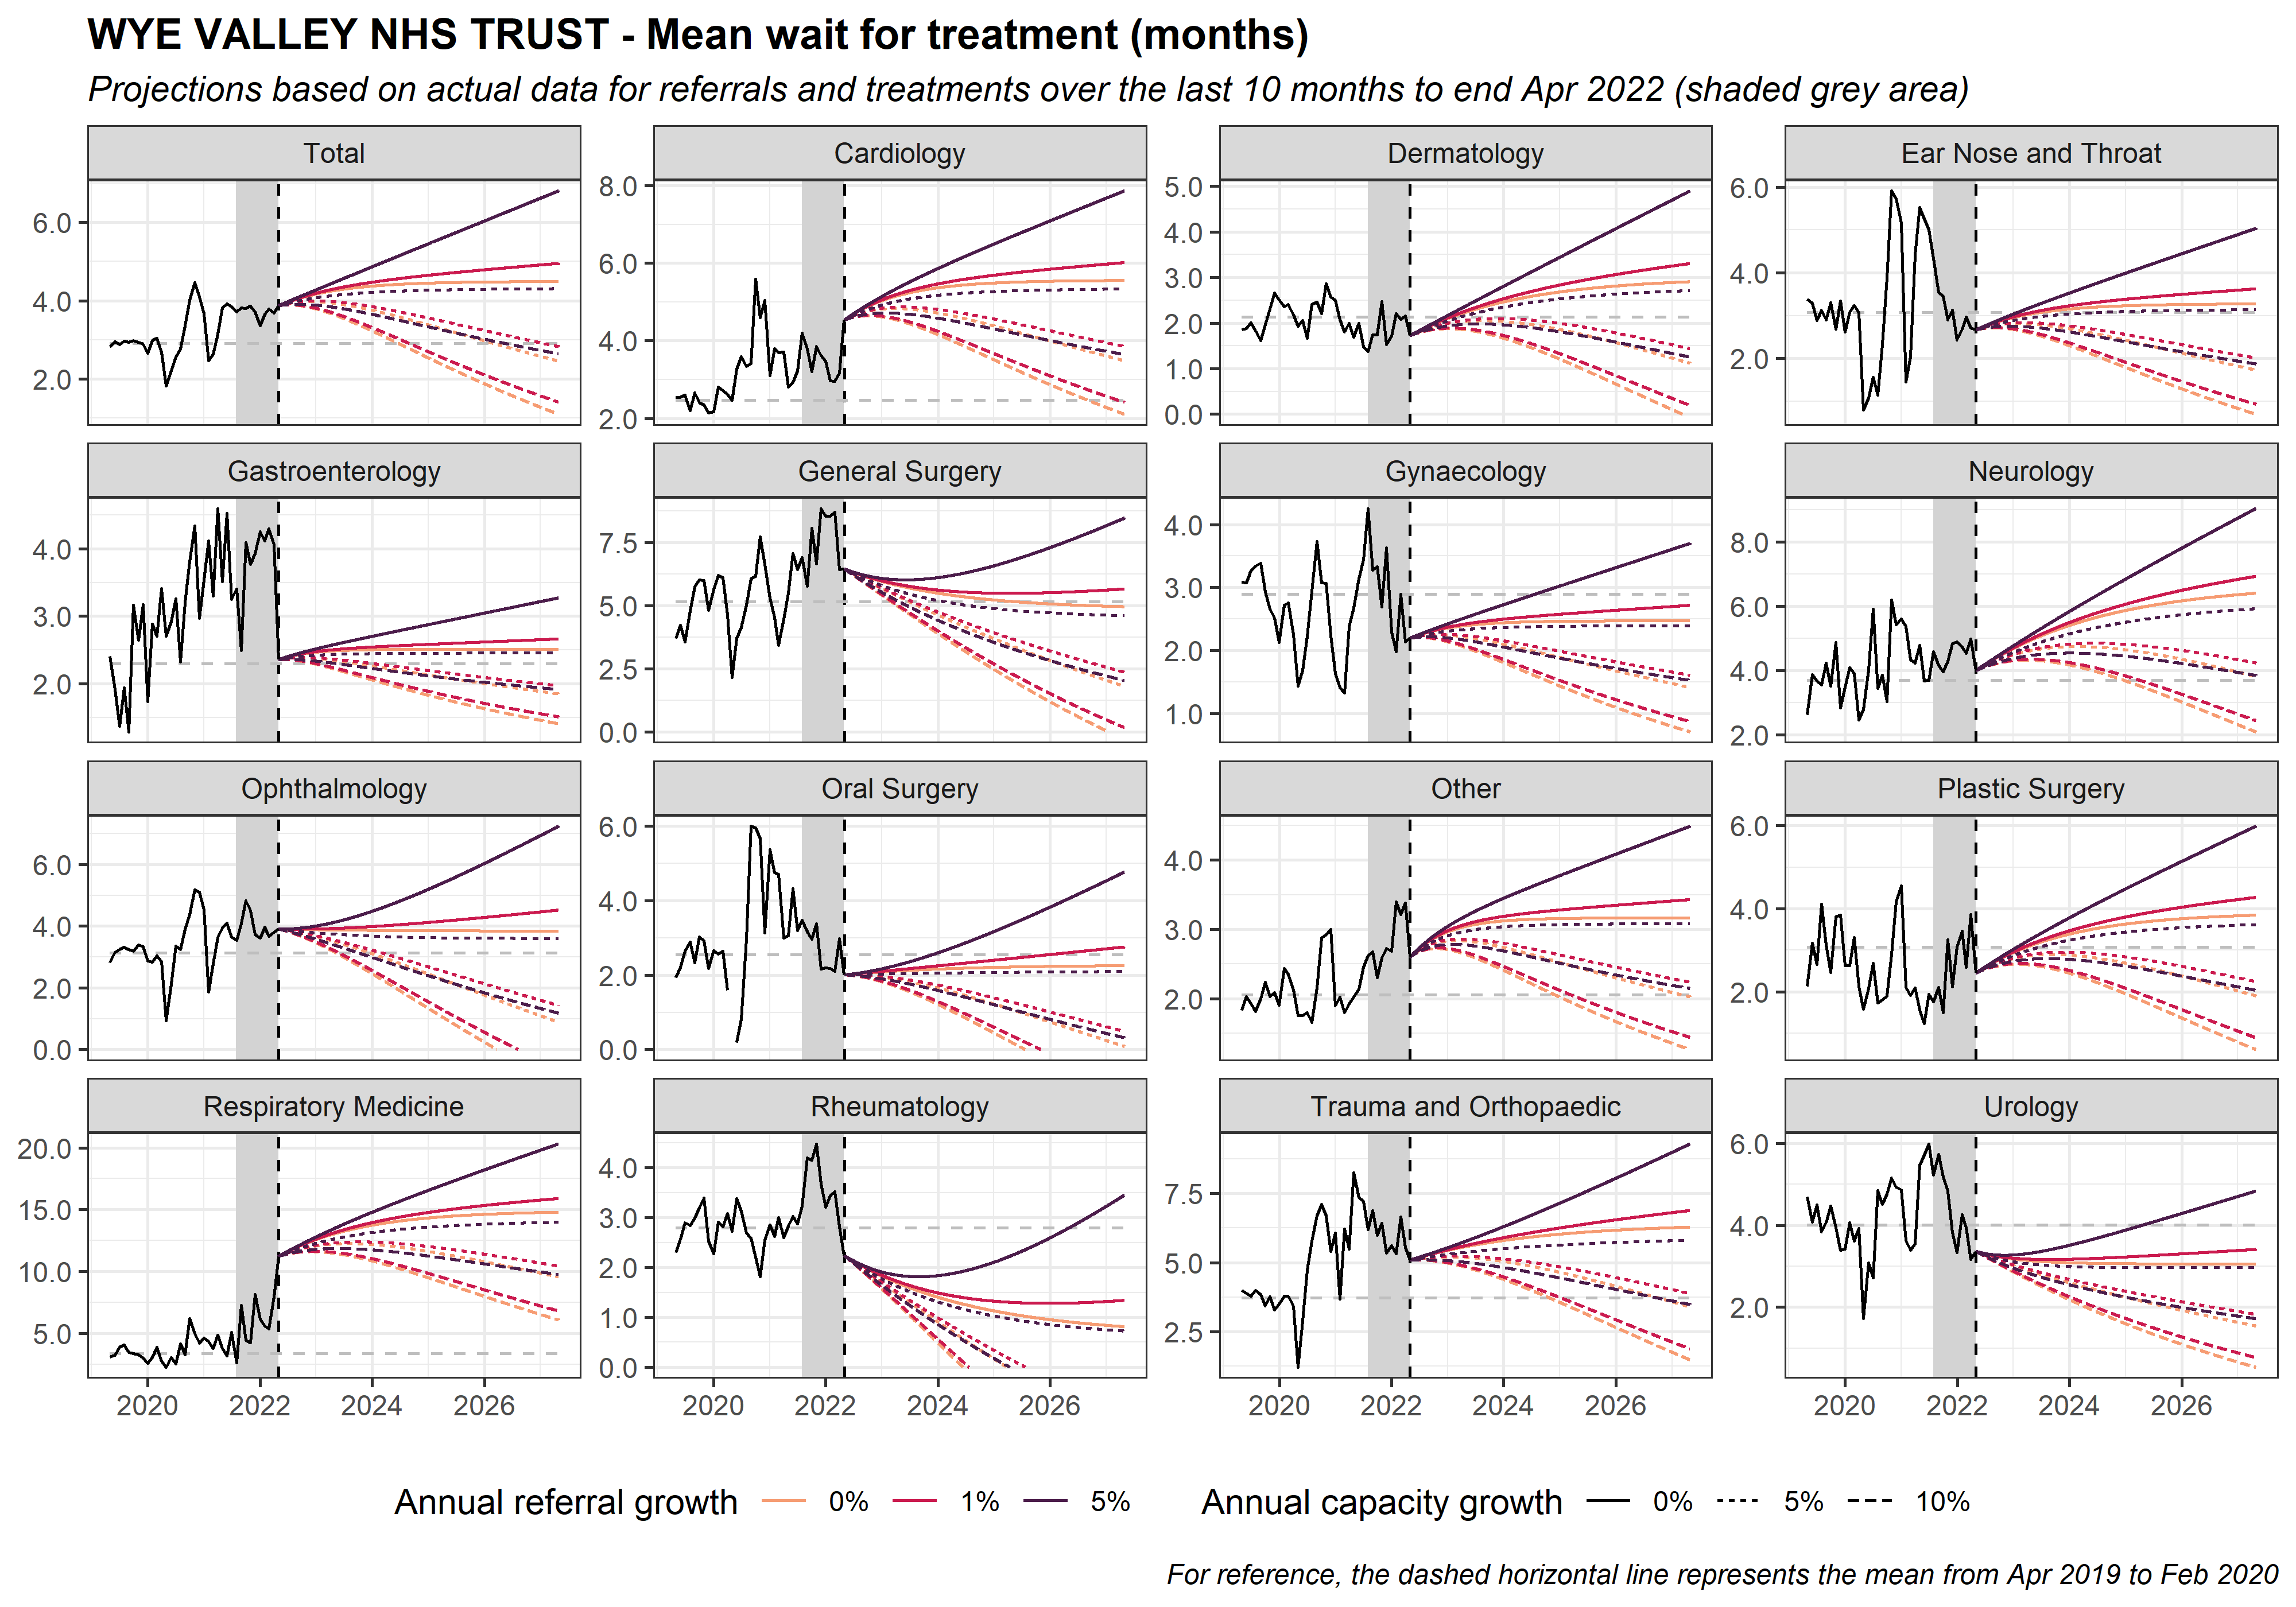 WYE VALLEY NHS TRUST - Mean wait for treatment (months)
Projections based on actual data for referrals and treatments over the last 10 months to end Apr 2022 (shaded grey area)
Total
6.0
4.0
2.0
Cardiology
8.0
6.0
4.0
2.0
Dermatology
5.0
4.0
3.0
2.0
1.0
0.0
Ear Nose and Throat
6.0
4.0
2.0
Gastroenterology
4.0
3.0
2.0
General Surgery
7.5
5.0
2.5
0.0
Gynaecology
4.0
3.0
2.0
1.0
Neurology
8.0
6.0
4.0
2.0
Ophthalmology
6.0
4.0
2.0
0.0
Oral Surgery
6.0
4.0
2.0
0.0
Other
4.0
3.0
2.0
Plastic Surgery
6.0
4.0
2.0
Respiratory Medicine
20.0
15.0
10.0
5.0
2020 2022 2024 2026
Rheumatology
4.0
3.0
2.0
1.0
0.0
2020 2022 2024 2026
Trauma and Orthopaedic
7.5
5.0
2.5
2020 2022 2024 2026
Urology
6.0
4.0
2.0
2020 2022 2024 2026
Annual referral growth 0% 1% 5%
Annual capacity growth 0% 5% 10%
For reference, the dashed horizontal line represents the mean from Apr 2019 to Feb 2020